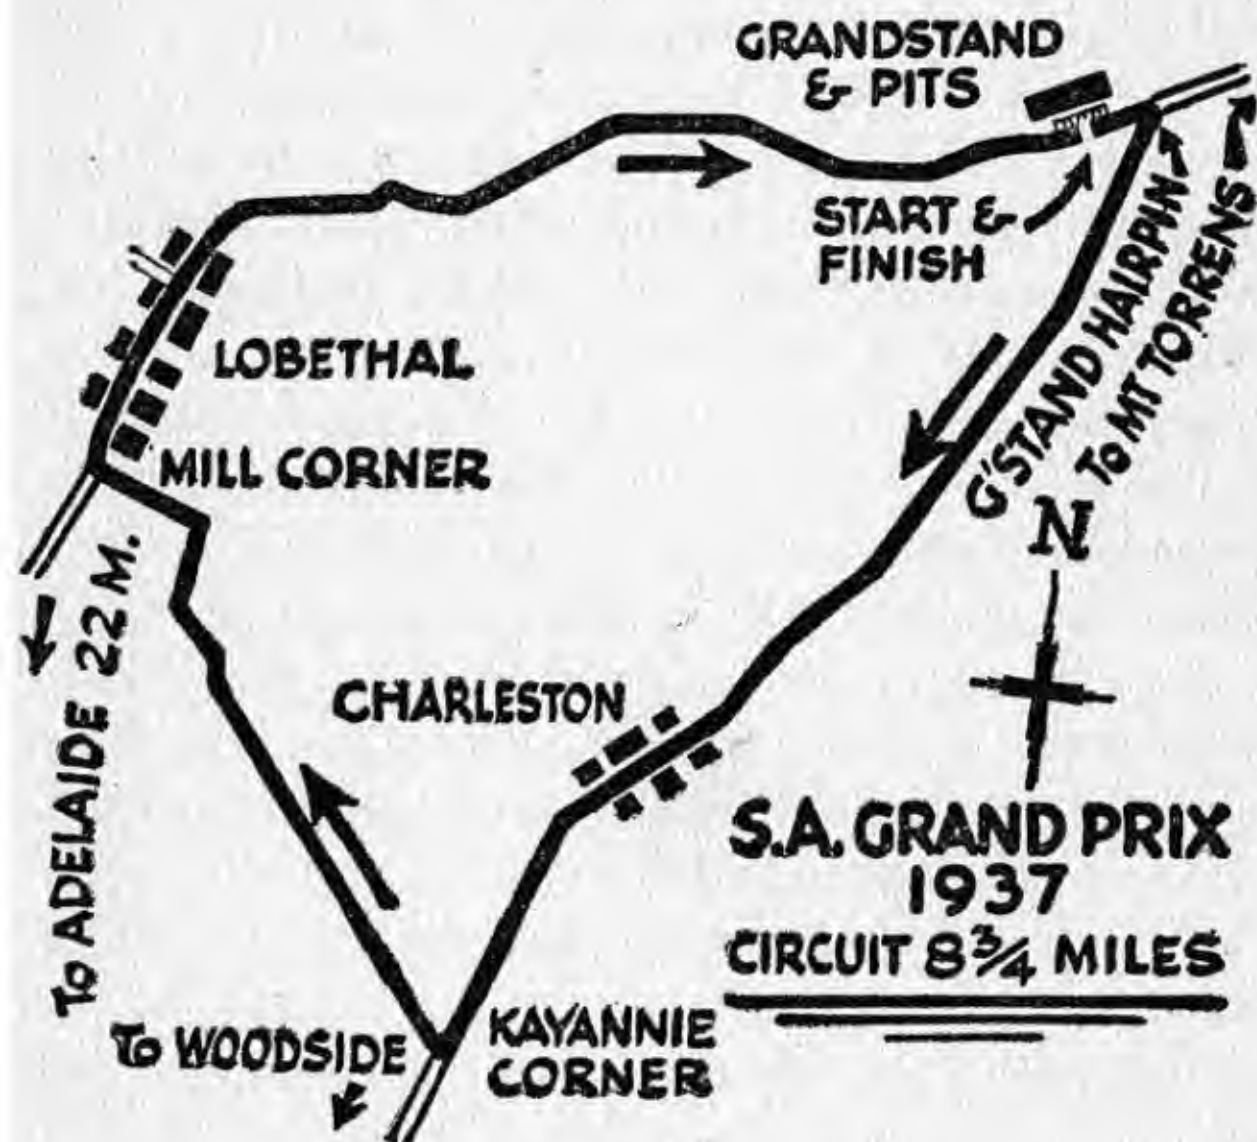 GRANDSTAND
& PITS
START &
FINISH
G'STAND HAIRPIN
TO MT TORRENS
LOBETHAL
MILL CORNER
N
TO ADELAIDE 22 M.
CHARLESTON
S.A. GRAND PRIX
1937
CIRCUIT 8¾ MILES
TO WOODSIDE
KAYANNIE
CORNER